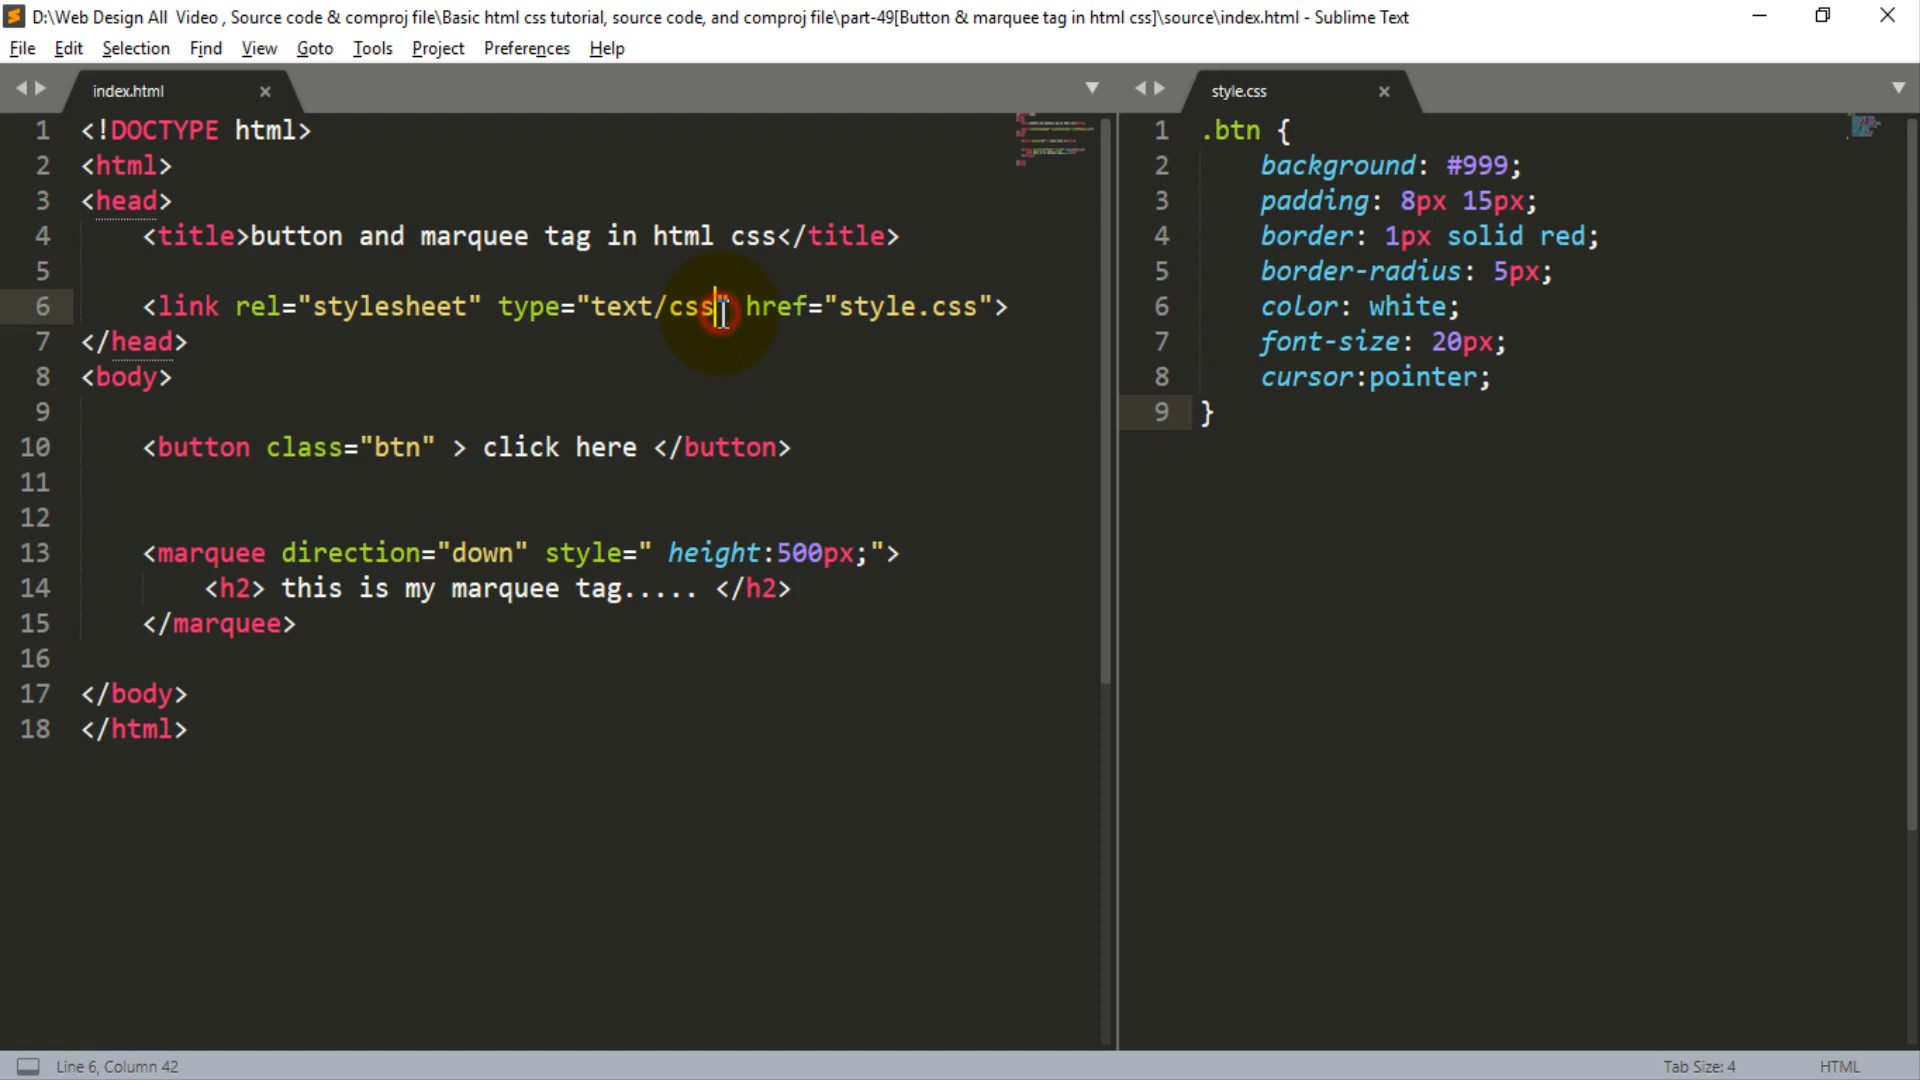 D:\Web Design All  Video , Source code & comproj file\Basic html css tutorial, source code, and comproj file\part-49[Button & marquee tag in html css]\source\index.html - Sublime Text
File Edit Selection Find View Goto Tools Project Preferences Help
index.html
1 <!DOCTYPE html>
2 <html>
3 <head>
4 <title>button and marquee tag in html css</title>
5
6 <link rel="stylesheet" type="text/css" href="style.css">
7 </head>
8 <body>
9
10 <button class="btn" > click here </button>
11
12
13 <marquee direction="down" style=" height:500px;">
14 <h2> this is my marquee tag..... </h2>
15 </marquee>
16
17 </body>
18 </html>
style.css
1 .btn {
2 background: #999;
3 padding: 8px 15px;
4 border: 1px solid red;
5 border-radius: 5px;
6 color: white;
7 font-size: 20px;
8 cursor:pointer;
9 }
Line 6, Column 42
Tab Size: 4
HTML